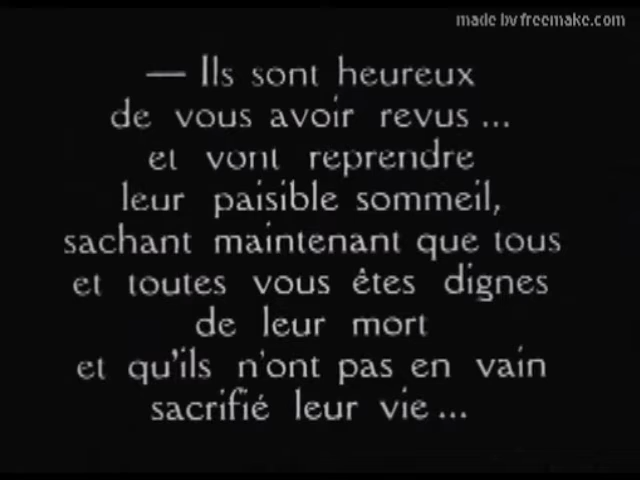 made by freemake.com
— Ils sont heureux
de vous avoir revus ...
et vont reprendre
leur paisible sommeil,
sachant maintenant que tous
et toutes vous êtes dignes
de leur mort
et qu'ils n'ont pas en vain
sacrifié leur vie ...